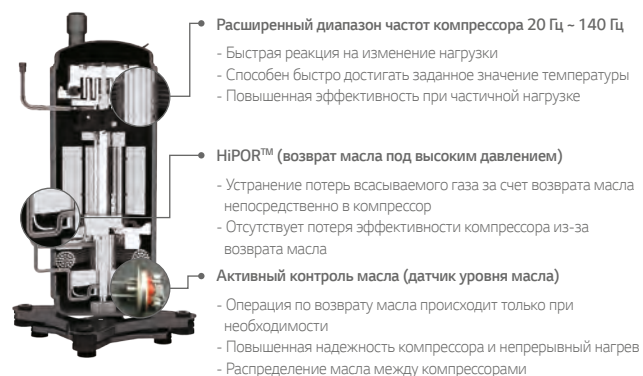 Расширенный диапазон частот компрессора 20 Гц ~ 140 Гц
- Быстрая реакция на изменение нагрузки
- Способен быстро достигать заданное значение температуры
- Повышенная эффективность при частичной нагрузке
HiPOR™ (возврат масла под высоким давлением)
- Устранение потерь всасываемого газа за счет возврата масла
непосредственно в компрессор
- Отсутствует потеря эффективности компрессора из-за
возврата масла
Активный контроль масла (датчик уровня масла)
- Операция по возврату масла происходит только при
необходимости
- Повышенная надежность компрессора и непрерывный нагрев
- Распределение масла между компрессорами